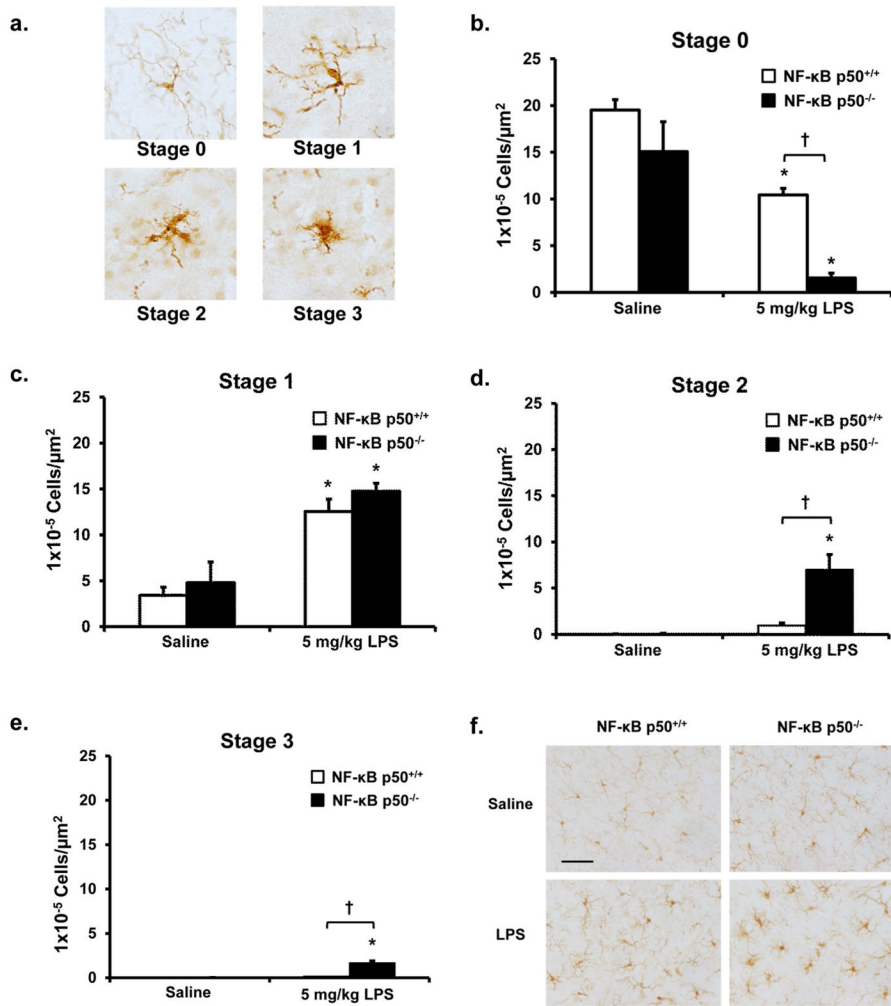 a.
Stage 0
Stage 1
Stage 2
Stage 3
b.
Stage 0
NF-κB p50+/+
NF-κB p50-/-
1x10-5 Cells/μm2
25
20
15
10
5
0
†
*
*
Saline
5 mg/kg LPS
c.
Stage 1
NF-κB p50+/+
NF-κB p50-/-
1x10-5 Cells/μm2
25
20
15
10
5
0
*
*
Saline
5 mg/kg LPS
d.
Stage 2
NF-κB p50+/+
NF-κB p50-/-
1x10-5 Cells/μm2
25
20
15
10
5
0
†
*
Saline
5 mg/kg LPS
e.
Stage 3
NF-κB p50+/+
NF-κB p50-/-
1x10-5 Cells/μm2
25
20
15
10
5
0
†
*
Saline
5 mg/kg LPS
f.
NF-κB p50+/+
NF-κB p50-/-
Saline
LPS